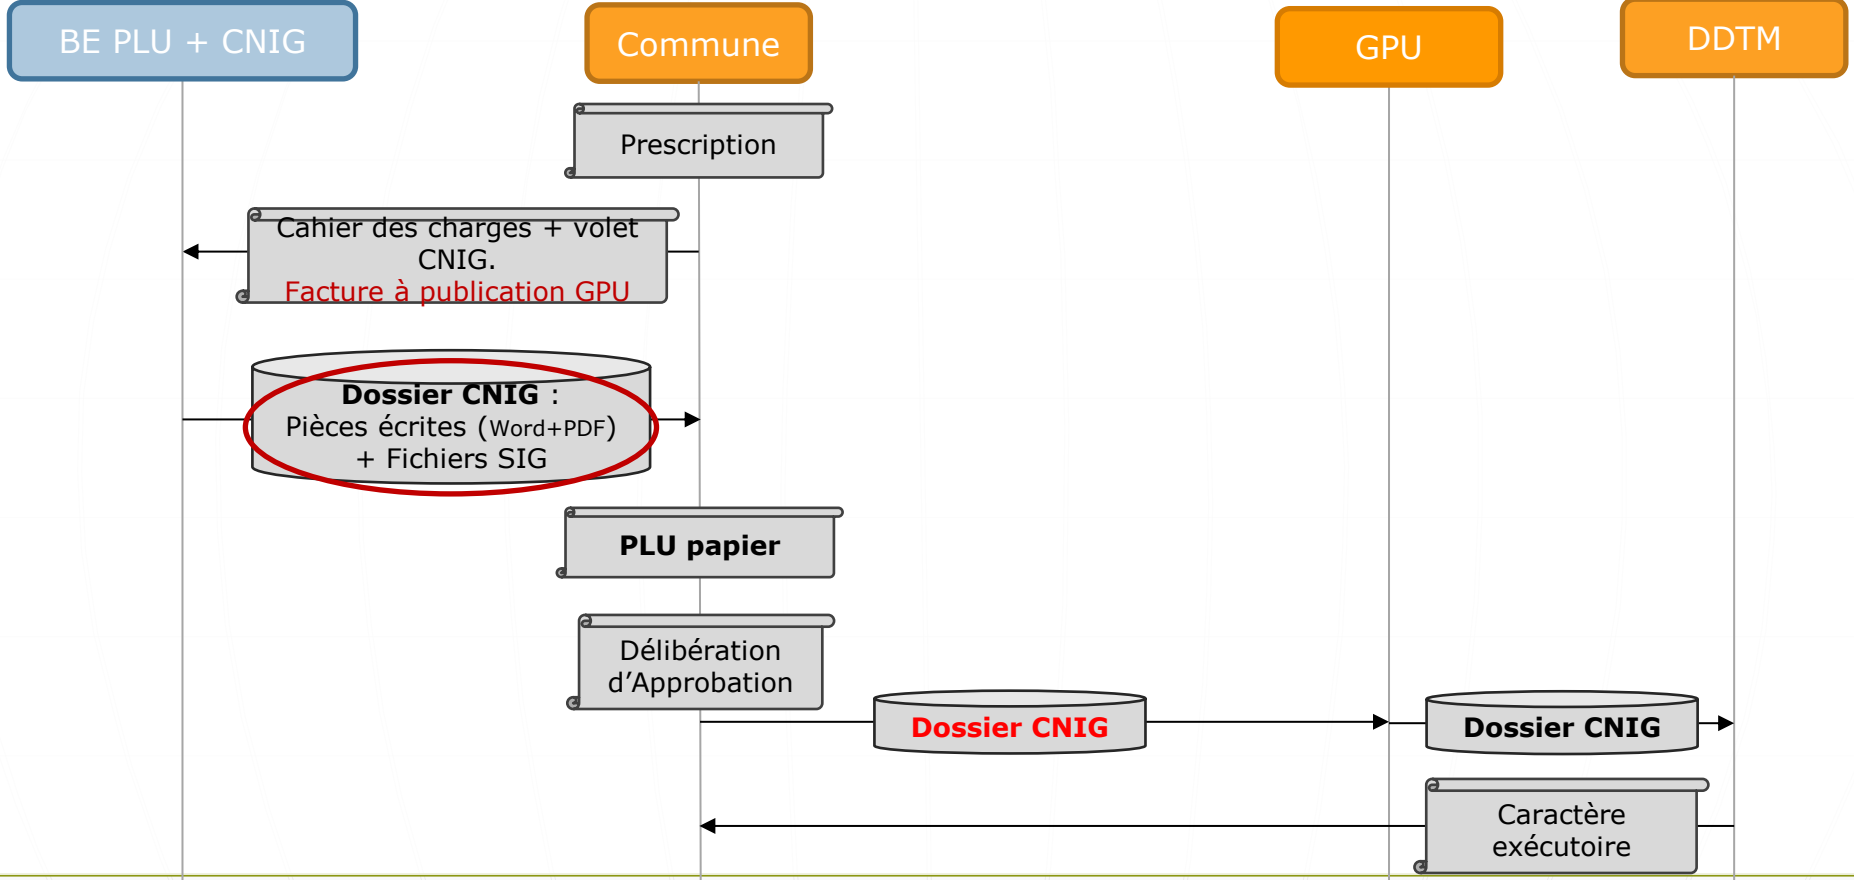 BE PLU + CNIG
Commune
GPU
DDTM
Prescription
Cahier des charges + volet
CNIG.
Facture à publication GPU
Dossier CNIG :
Pièces écrites (Word+PDF)
+ Fichiers SIG
PLU papier
Délibération
d’Approbation
Dossier CNIG
Dossier CNIG
Caractère
exécutoire